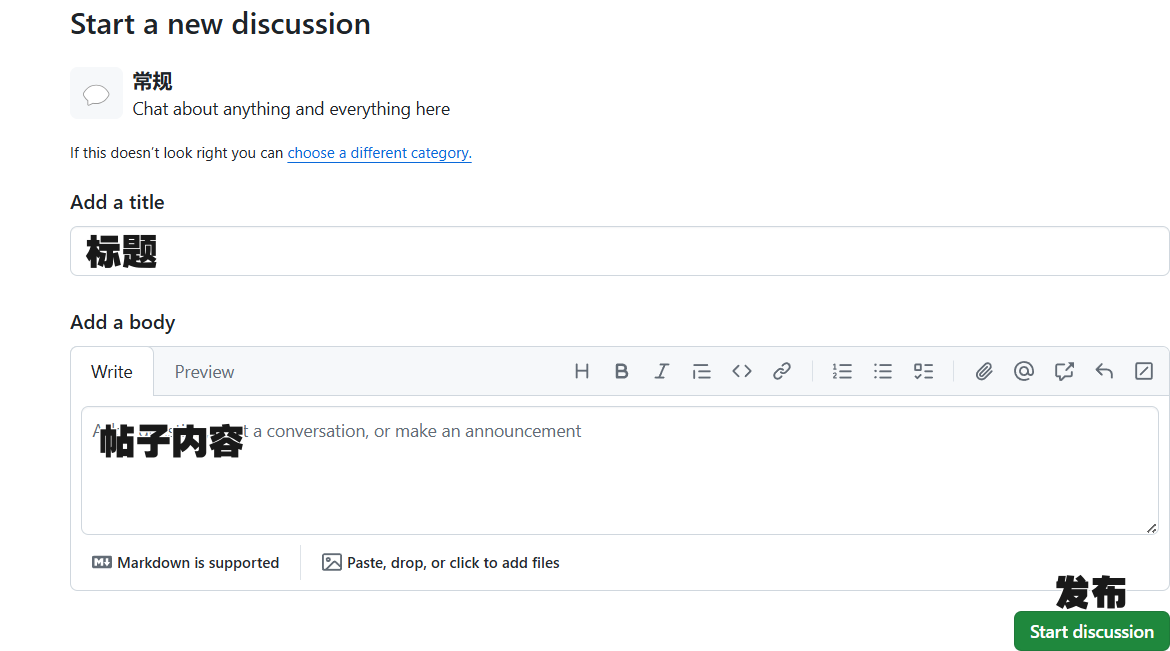 Start a new discussion
常规
Chat about anything and everything here
If this doesn't look right you can choose a different category.
Add a title
标题
Add a body
Write Preview
a conversation, or make an announcement
帖子内容
Markdown is supported Paste, drop, or click to add files
发布
Start discussion